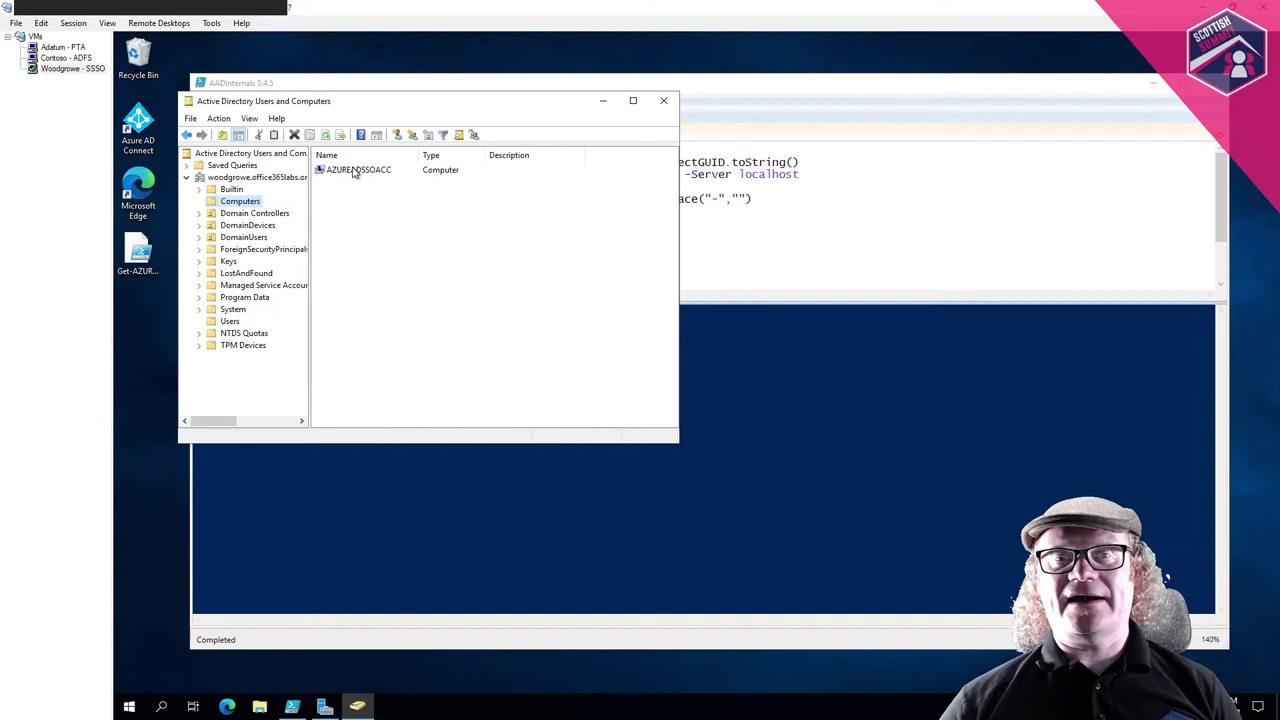 7
File Edit Session View Remote Desktops Tools Help
VMs
Adatum - PTA
Contoso - ADFS
Woodgrowe - SSSO
Recycle Bin
Azure AD Connect
Microsoft Edge
Get-AZUR...
AADInternals 0.4.5
Active Directory Users and Computers
File Action View Help
Active Directory Users and Com
Saved Queries
woodgrowe.office365labs.or
Builtin
Computers
Domain Controllers
DomainDevices
DomainUsers
ForeignSecurityPrincipals
Keys
LostAndFound
Managed Service Accour
Program Data
System
Users
NTDS Quotas
TPM Devices
Name Type Description
AZUREADSSOACC Computer
ectGUID.toString()
-Server localhost
ace("-","")
Completed
140%
SCOTTISH
SUMMIT